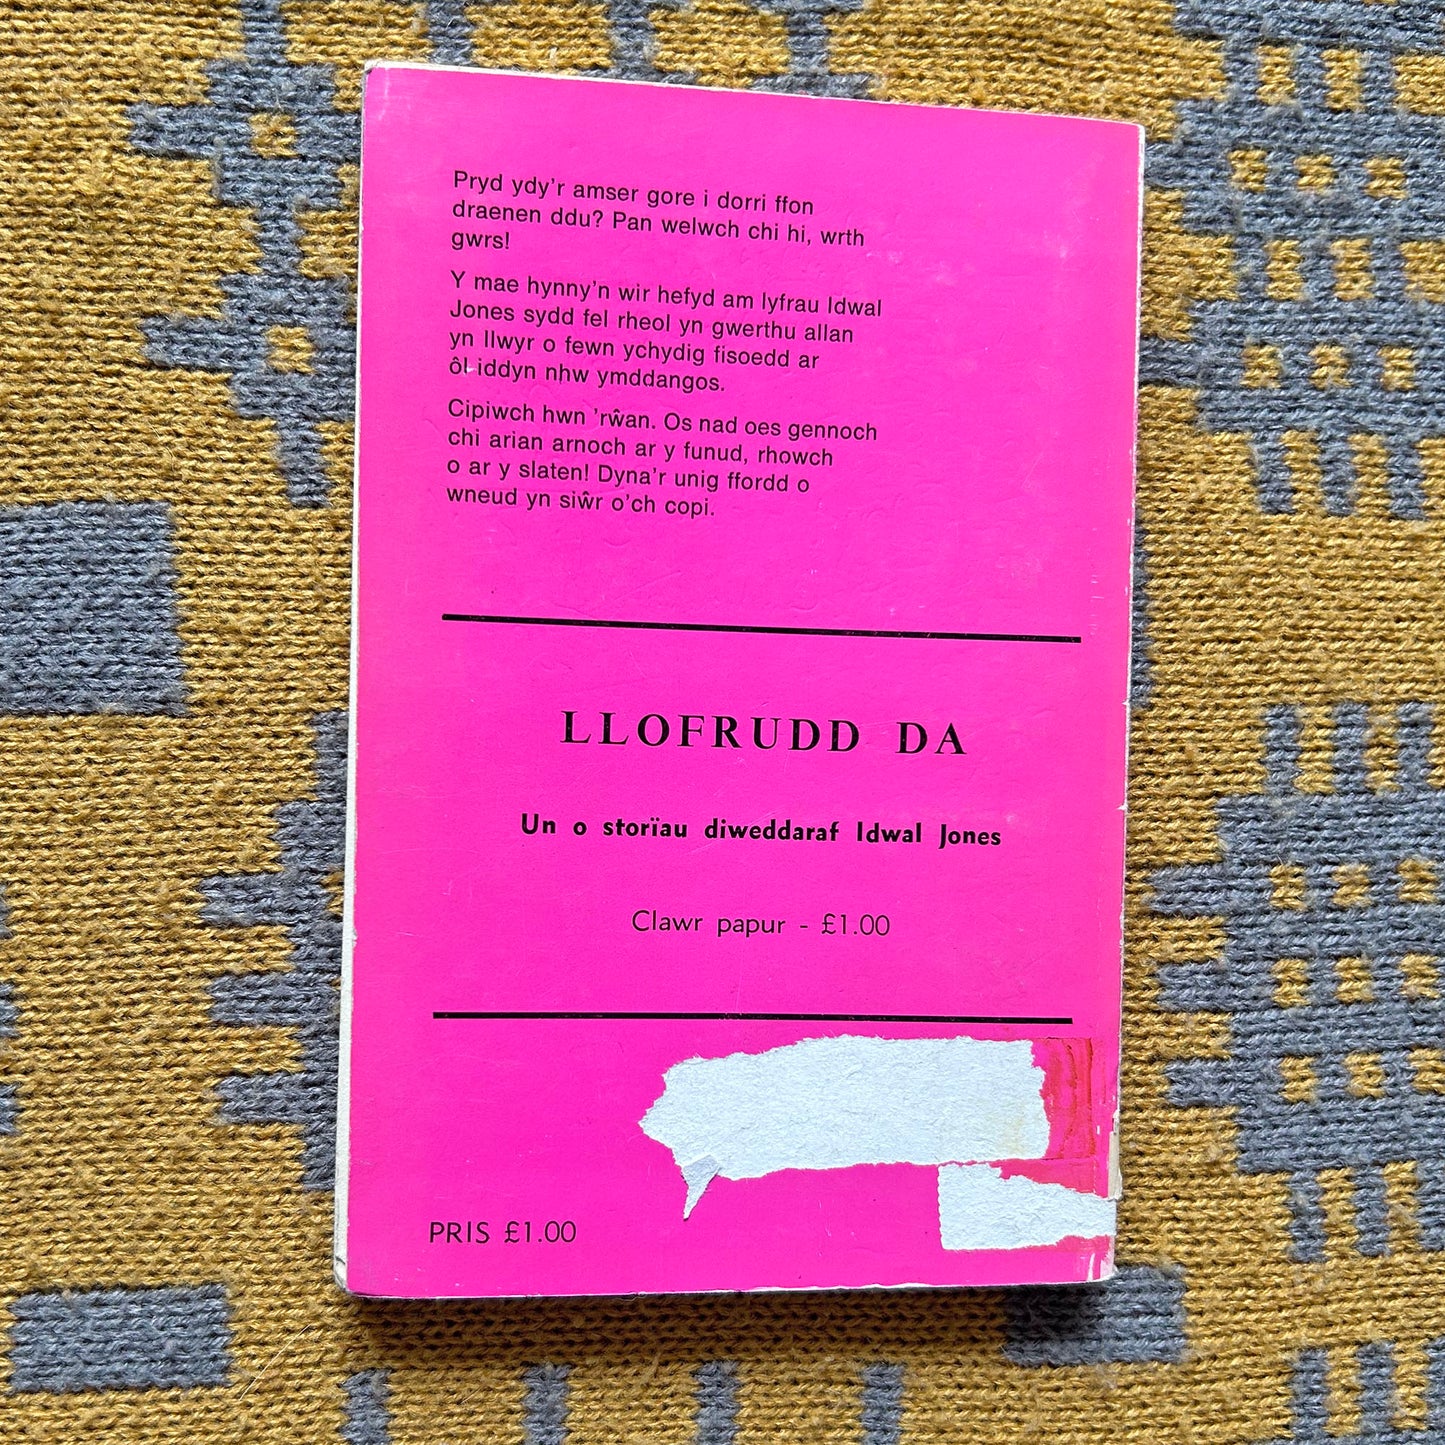 Pryd ydy'r amser gore i dorri ffon
draenen ddu? Pan welwch chi hi, wrth
gwrs!
Y mae hynny'n wir hefyd am lyfrau Idwal
Jones sydd fel rheol yn gwerthu allan
yn llwyr o fewn ychydig fisoedd ar
ôl iddyn nhw ymddangos.
Cipiwch hwn 'rŵan. Os nad oes gennoch
chi arian arnoch ar y funud, rhowch
o ar y slaten! Dyna'r unig ffordd o
wneud yn siŵr o'ch copi.
LLOFRUDD DA
Un o storïau diweddaraf Idwal Jones
Clawr papur - £1.00
PRIS £1.00